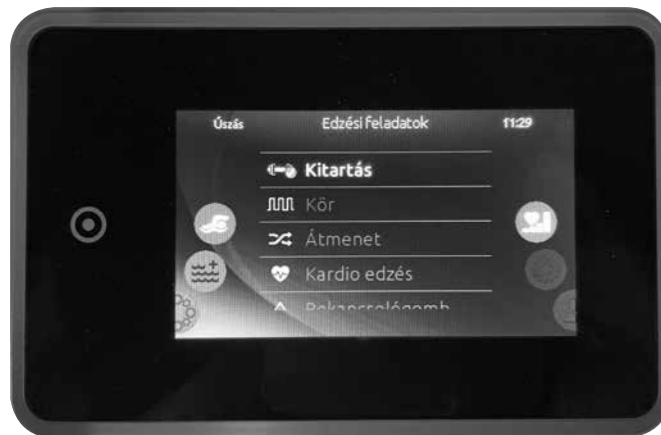 Úszás Edzési feladatok 11:29
Kitartás
Kör
Átmenet
Kardio edzés